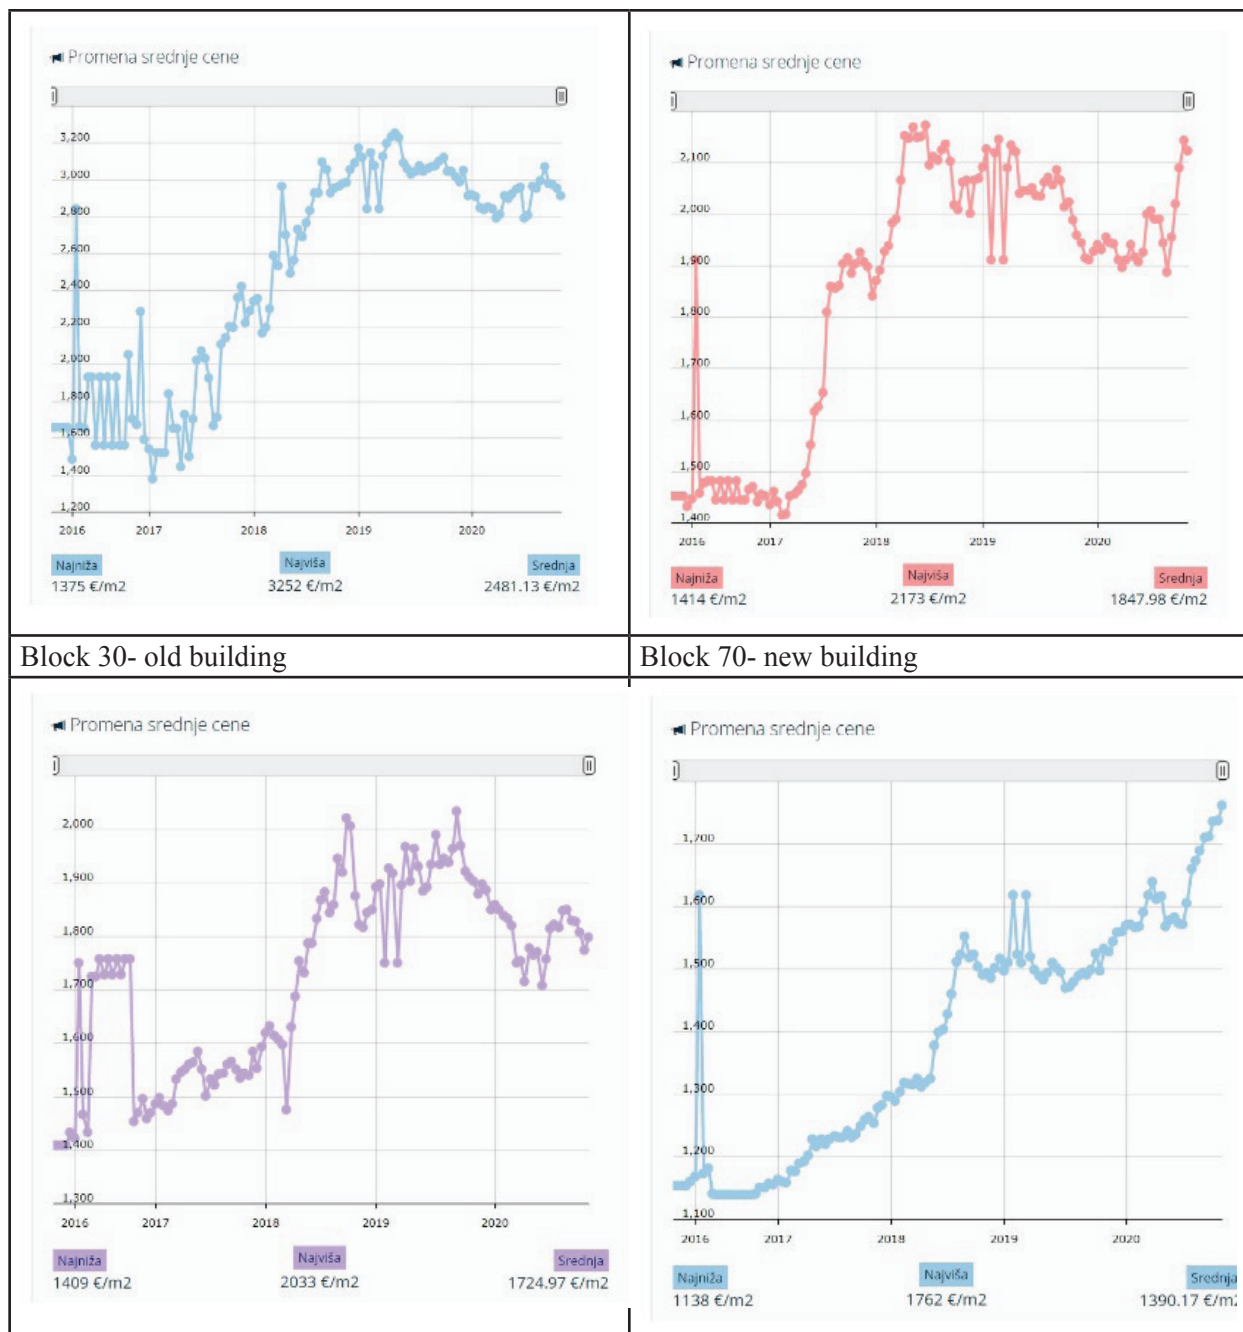 Promena srednje cene
3,200
3,000
2,800
2,600
2,400
2,200
2,000
1,800
1,600
1,400
1,200
2016 2017 2018 2019 2020
Najniža Najviša Srednja
1375 €/m2 3252 €/m2 2481.13 €/m2
Promena srednje cene
2,100
2,000
1,900
1,800
1,700
1,600
1,500
1,400
2016 2017 2018 2019 2020
Najniža Najviša Srednja
1414 €/m2 2173 €/m2 1847.98 €/m2
Block 30- old building
Block 70- new building
Promena srednje cene
2,000
1,900
1,800
1,700
1,600
1,500
1,400
1,300
2016 2017 2018 2019 2020
Najniža Najviša Srednja
1409 €/m2 2033 €/m2 1724.97 €/m2
Promena srednje cene
1,700
1,600
1,500
1,400
1,300
1,200
1,100
2016 2017 2018 2019 2020
Najniža Najviša Srednja
1138 €/m2 1762 €/m2 1390.17 €/m2